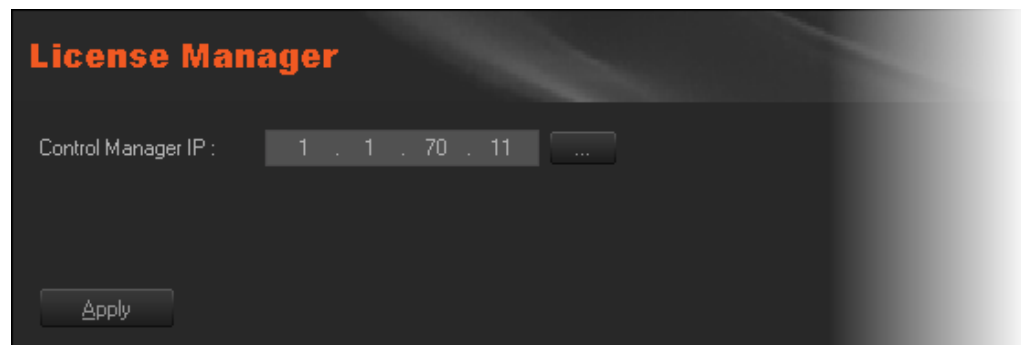 License Manager
Control Manager IP : 1 . 1 . 70 . 11 ...
Apply